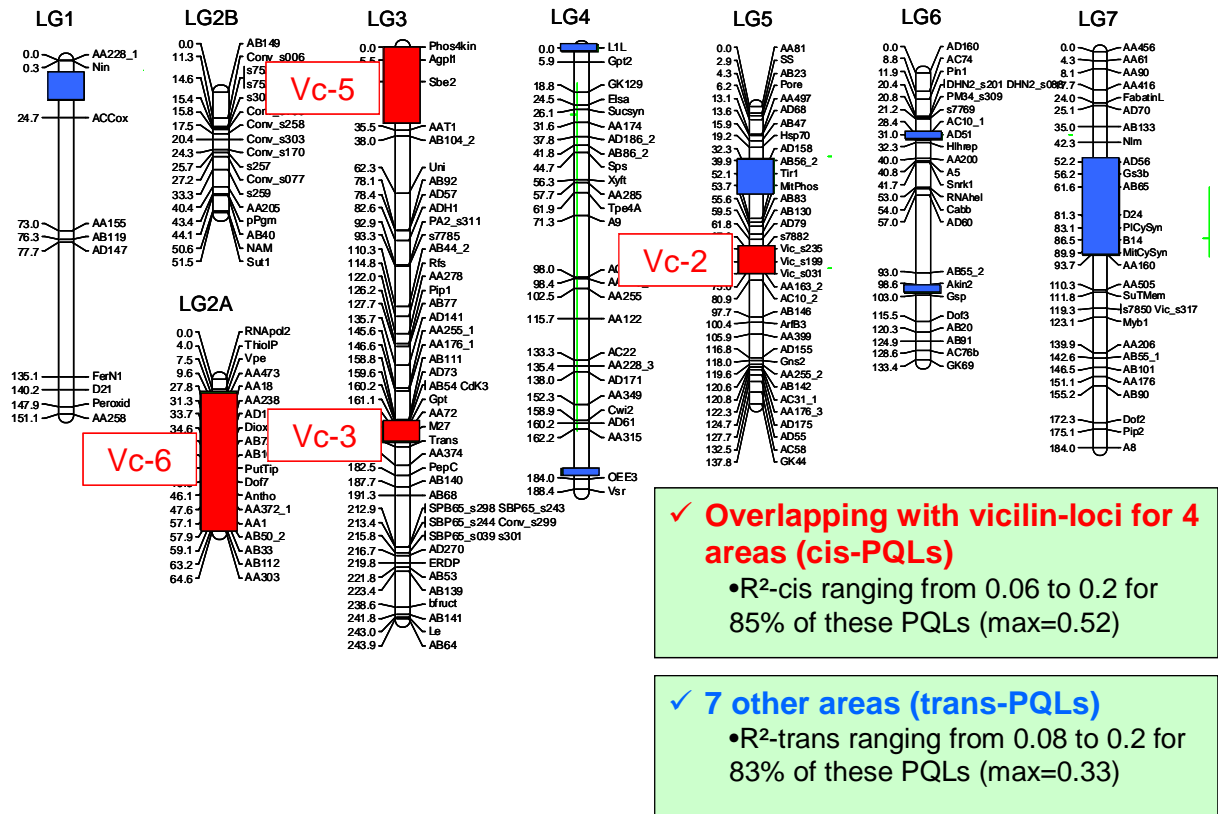 LG1
0.0 AA228_1
0.3 Nin
24.7 ACCox
73.0 AA155
76.3 AB119
77.7 AD147
135.1 FerN1
140.2 D21
147.9 Peroxid
151.1 AA258
LG2B
0.0 AB149
11.3 Conv_s006
14.6
15.4
15.8
17.5 Conv_s258
20.4 Conv_s303
24.3 Conv_s170
25.7 s257
27.2 Conv_s077
33.3 s259
40.4 AA205
43.4 pPgm
44.1 AB40
50.6 NAM
51.5 Sut1
LG2A
0.0 RNApol2
4.0 ThiolP
7.5 Vpe
9.6 AA473
27.8 AA18
31.3 AA238
33.7
34.6
PutTip
Dof7
46.1 Antho
47.6 AA372_1
57.1 AA1
57.9 AB50_2
59.1 AB33
63.2 AB112
64.6 AA303
Vc-6
LG3
0.0 Phos4kin
Agpl1
Sbe2
35.5 AAT1
38.0 AB104_2
62.3 Uni
78.1 AB92
78.4 AD57
82.6 ADH1
92.9 PA2_s311
93.3 s7785
110.3 AB44_2
114.8 Rfs
122.0 AA278
126.2 Pip1
127.7 AB77
135.7 AD141
145.6 AA255_1
146.6 AA176_1
158.8 AB111
159.6 AD73
160.2 AB54 CdK3
161.1 Gpt
AA72
M27
Trans
AA374
182.5 PepC
187.7 AB140
191.3 AB68
212.9 SPB65_s298 SBP65_s243
213.4 SBP65_s244 Conv_s299
215.8 SBP65_s039 s301
216.7 AD270
219.8 ERDP
221.8 AB53
223.4 AB139
238.6 bfruct
241.8 AB141
243.0 Le
243.9 AB64
Vc-5
Vc-3
LG4
0.0 L1L
5.9 Gpt2
18.8 GK129
24.5 Elsa
26.1 Sucsyn
31.6 AA174
37.8 AD186_2
41.8 AB86_2
44.7 Sps
56.3 Xyft
57.7 AA285
61.9 Tpe4A
71.3 A9
98.0
98.4
102.5 AA255
115.7 AA122
133.3 AC22
135.4 AA228_3
138.0 AD171
152.3 AA349
158.9 Cwi2
160.2 AD61
162.2 AA315
184.0 OEE3
188.4 Vsr
LG5
0.0 AA81
2.9 SS
4.3 AB23
6.2 Pore
13.1 AA497
13.6 AD68
15.9 AB47
19.2 Hsp70
32.3 AD158
39.9 AB56_2
52.1 Tir1
53.7 MitPhos
55.6 AB83
59.5 AB130
61.8 AD79
s7882
Vic_s235
Vic_s199
Vic_s031
AA163_2
80.9 AC10_2
97.7 AB146
100.4 ArfB3
105.9 AA399
116.8 AD155
118.0 Gns2
119.6 AA255_2
120.6 AB142
120.8 AC31_1
122.3 AA176_3
124.7 AD175
127.7 AD55
132.5 AC58
137.8 GK44
Vc-2
LG6
0.0 AD160
8.8 AC74
11.9 Pin1
20.4 DHN2_s201
20.8 PM34_s309
21.2 s7769
28.4 AC10_1
31.0 AD51
32.3 Hlhrep
40.0 AA200
40.8 A5
41.7 Snrk1
53.0 RNAhel
54.0 Cabb
57.0 AD60
93.0 AB55_2
98.6 Akin2
103.0 Gsp
115.5 Dof3
120.3 AB20
124.9 AB91
128.6 AC76b
133.4 GK69
LG7
0.0 AA456
4.3 AA61
8.1 AA90
AA416
24.0 FabatinL
25.1 AD70
35.0 AB133
42.3 Nlm
52.2 AD56
56.2 Gs3b
61.6 AB65
81.3 D24
83.1 PlCySyn
86.5 B14
89.9 MitCySyn
93.7 AA160
110.3 AA505
111.8 SuTMem
119.3 s7850 Vic_s317
123.1 Myb1
139.9 AA206
142.6 AB55_1
146.5 AB101
151.1 AA176
155.2 AB90
172.3 Dof2
175.1 Pip2
184.0 A8
✓ Overlapping with vicilin-loci for 4
areas (cis-PQLs)
•R²-cis ranging from 0.06 to 0.2 for
85% of these PQLs (max=0.52)
✓ 7 other areas (trans-PQLs)
•R²-trans ranging from 0.08 to 0.2 for
83% of these PQLs (max=0.33)